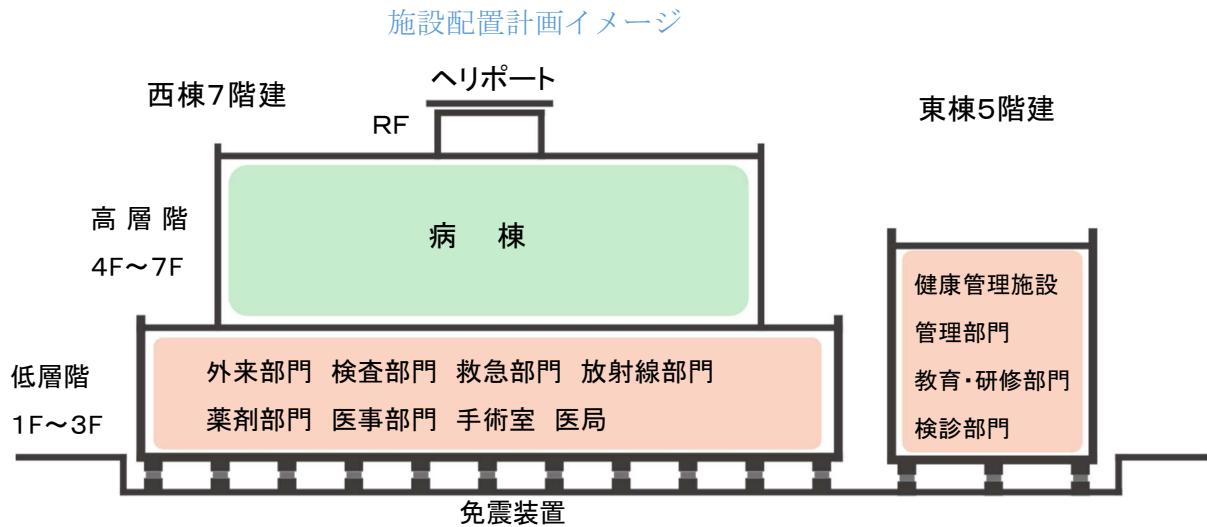 施設配置計画イメージ
西棟７階建
ヘリポート
東棟５階建
ＲＦ
高 層 階
４Ｆ～７Ｆ
病　棟
低層階
１Ｆ～３Ｆ
外来部門 検査部門 救急部門 放射線部門
薬剤部門 医事部門 手術室 医局
健康管理施設
管理部門
教育・研修部門
検診部門
免震装置